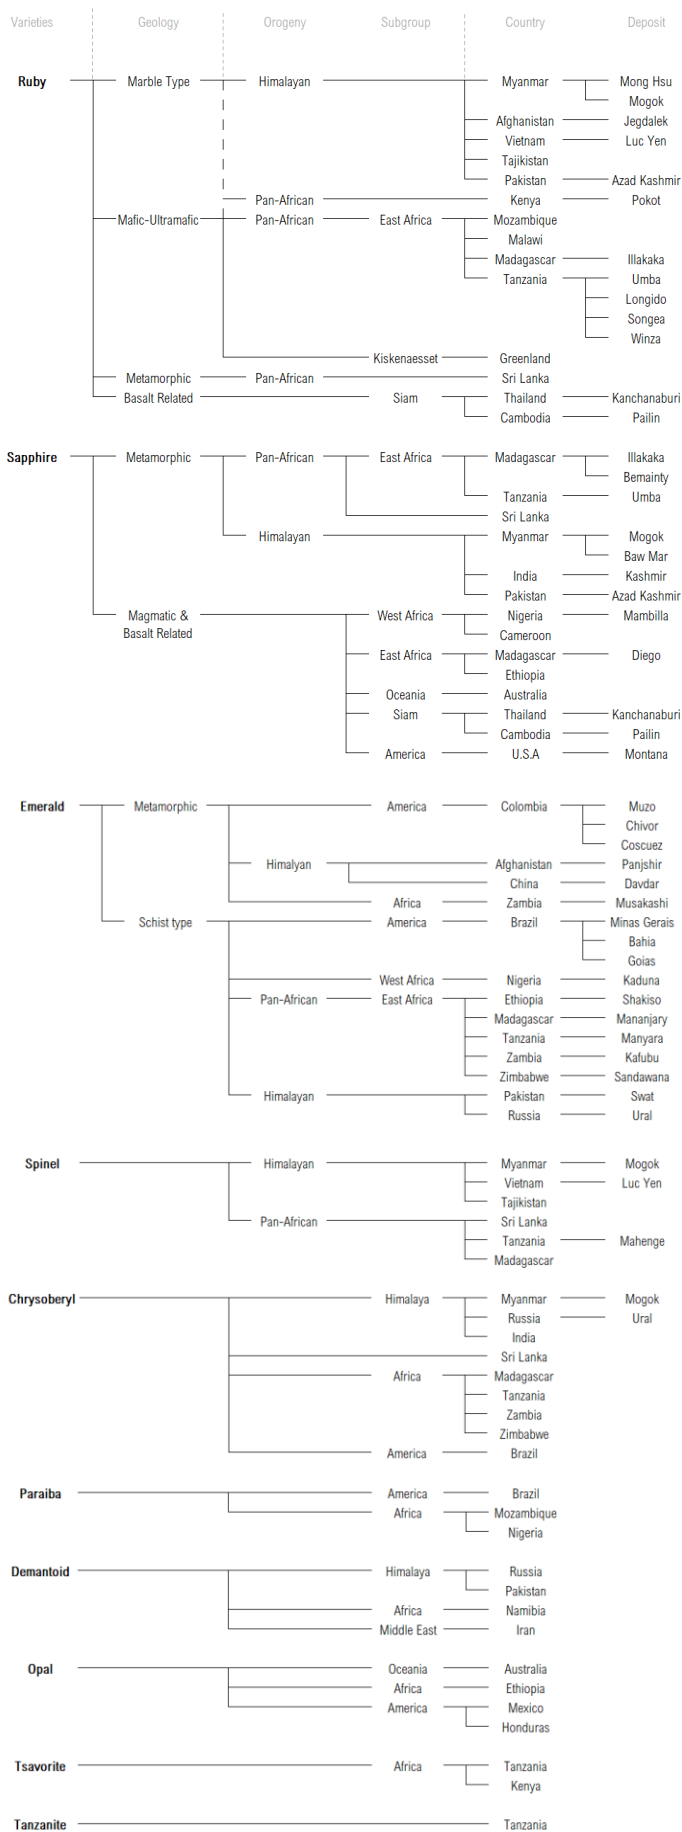 Varieties Geology Orogeny Subgroup Country Deposit
Ruby Marble Type Himalayan Myanmar Mong Hsu
Mogok
Afghanistan Jegdalek
Vietnam Luc Yen
Tajikistan
Pakistan Azad Kashmir
Pan-African Kenya Pokot
Mafic-Ultramafic Pan-African East Africa Mozambique
Malawi
Madagascar Illakaka
Tanzania Umba
Longido
Songea
Winza
Kiskenaesset Greenland
Metamorphic Pan-African Sri Lanka
Basalt Related Siam Thailand Kanchanaburi
Cambodia Pailin
Sapphire Metamorphic Pan-African East Africa Madagascar Illakaka
Bemainty
Tanzania Umba
Sri Lanka
Himalayan Myanmar Mogok
Baw Mar
India Kashmir
Pakistan Azad Kashmir
Magmatic & West Africa Nigeria Mambilla
Basalt Related Cameroon
East Africa Madagascar Diego
Ethiopia
Oceania Australia
Siam Thailand Kanchanaburi
Cambodia Pailin
America U.S.A Montana
Emerald Metamorphic America Colombia Muzo
Chivor
Coscuez
Himalyan Afghanistan Panjshir
China Davdar
Africa Zambia Musakashi
Schist type America Brazil Minas Gerais
Bahia
Goias
West Africa Nigeria Kaduna
Pan-African East Africa Ethiopia Shakiso
Madagascar Mananjary
Tanzania Manyara
Zambia Kafubu
Zimbabwe Sandawana
Himalayan Pakistan Swat
Russia Ural
Spinel Himalayan Myanmar Mogok
Vietnam Luc Yen
Tajikistan
Pan-African Sri Lanka
Tanzania Mahenge
Madagascar
Chrysoberyl Himalaya Myanmar Mogok
Russia Ural
India
Sri Lanka
Africa Madagascar
Tanzania
Zambia
Zimbabwe
America Brazil
Paraiba America Brazil
Africa Mozambique
Nigeria
Demantoid Himalaya Russia
Pakistan
Africa Namibia
Middle East Iran
Opal Oceania Australia
Africa Ethiopia
America Mexico
Honduras
Tsavorite Africa Tanzania
Kenya
Tanzanite Tanzania